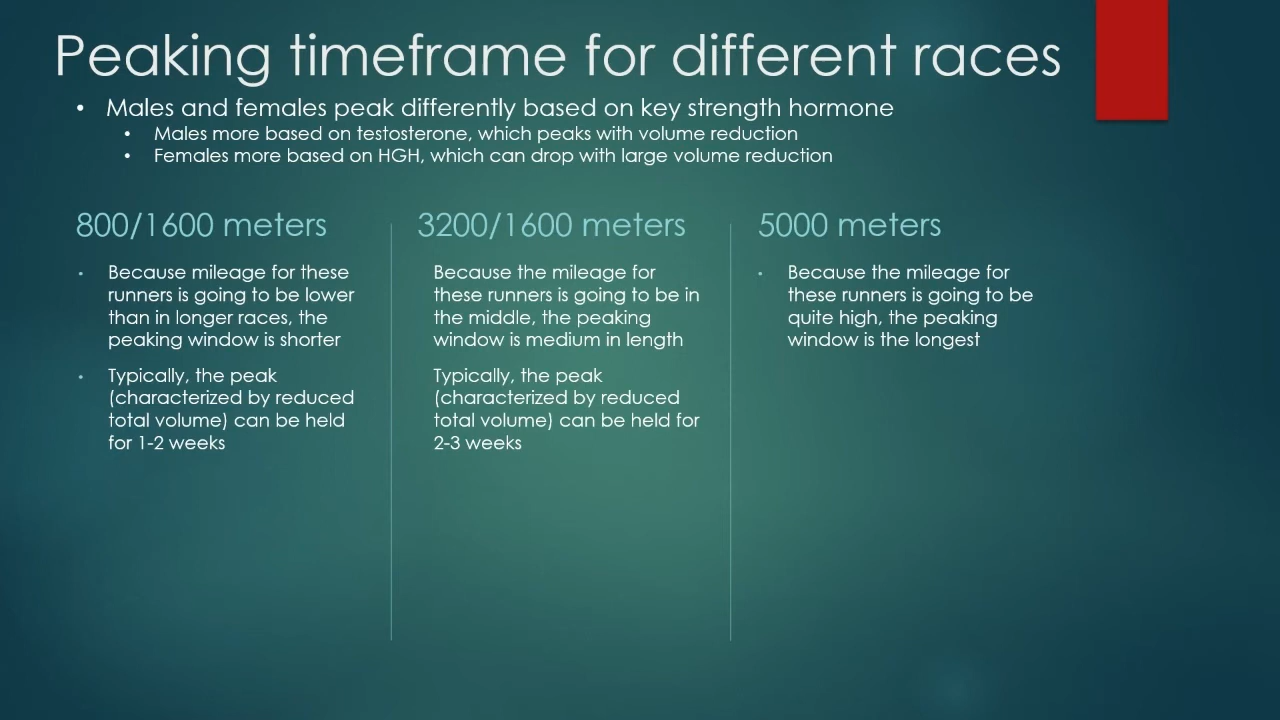 Peaking timeframe for different races
• Males and females peak differently based on key strength hormone
• Males more based on testosterone, which peaks with volume reduction
• Females more based on HGH, which can drop with large volume reduction
800/1600 meters
• Because mileage for these
runners is going to be lower
than in longer races, the
peaking window is shorter
• Typically, the peak
(characterized by reduced
total volume) can be held
for 1-2 weeks
3200/1600 meters
Because the mileage for
these runners is going to be in
the middle, the peaking
window is medium in length
Typically, the peak
(characterized by reduced
total volume) can be held for
2-3 weeks
5000 meters
• Because the mileage for
these runners is going to be
quite high, the peaking
window is the longest